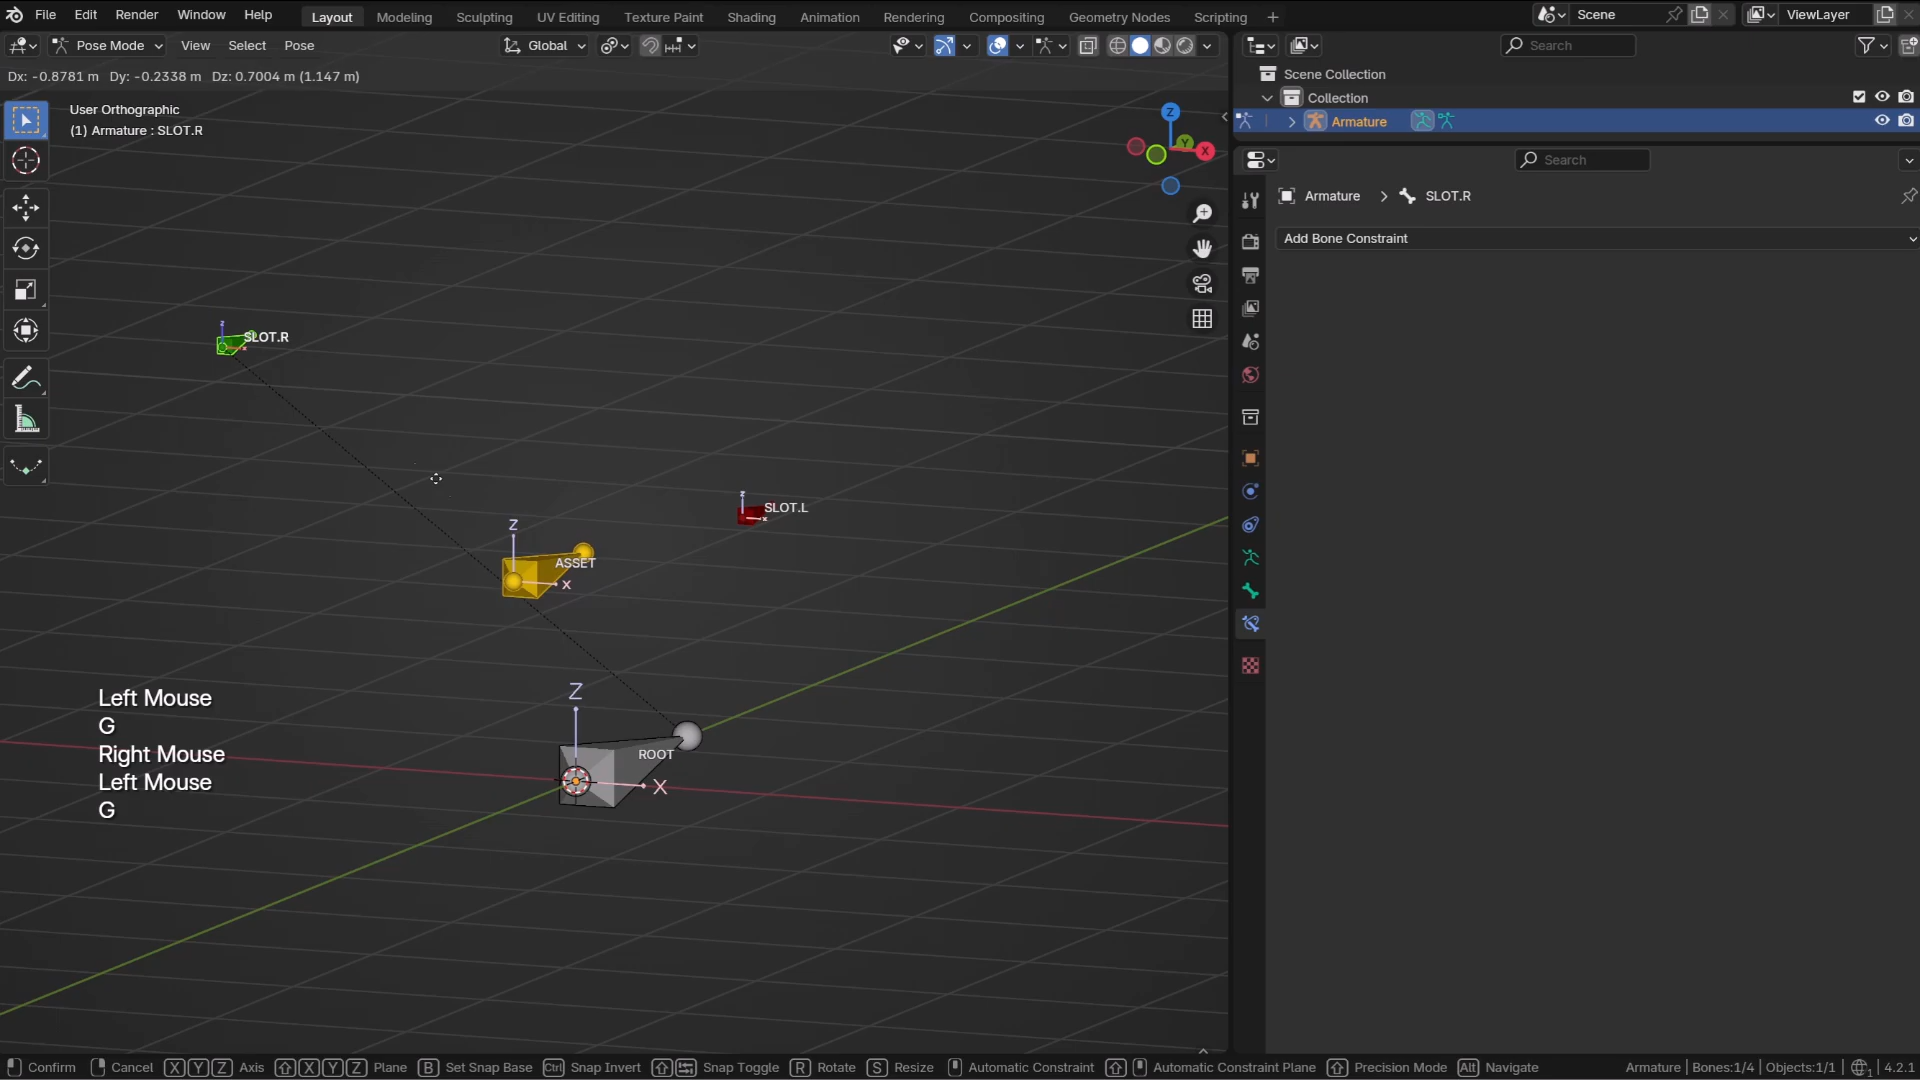 File Edit Render Window Help Layout Modeling Sculpting UV Editing Texture Paint Shading Animation Rendering Compositing Geometry Nodes Scripting + Scene ViewLayer
Pose Mode View Select Pose Global Search
Dx: -0.8781 m Dy: -0.2338 m Dz: 0.7004 m (1.147 m)
Scene Collection
Collection
Armature
User Orthographic
(1) Armature : SLOT.R
Z
Y
X
Search
Armature > SLOT.R
Add Bone Constraint
z
SLOT.R
x
z
SLOT.L
x
Z
ASSET
X
Z
ROOT
X
Left Mouse
G
Right Mouse
Left Mouse
G
Confirm Cancel X Y Z Axis X Y Z Plane B Set Snap Base Ctrl Snap Invert Snap Toggle R Rotate S Resize Automatic Constraint Automatic Constraint Plane Precision Mode Alt Navigate Armature | Bones:1/4 | Objects:1/1 | 4.2.1